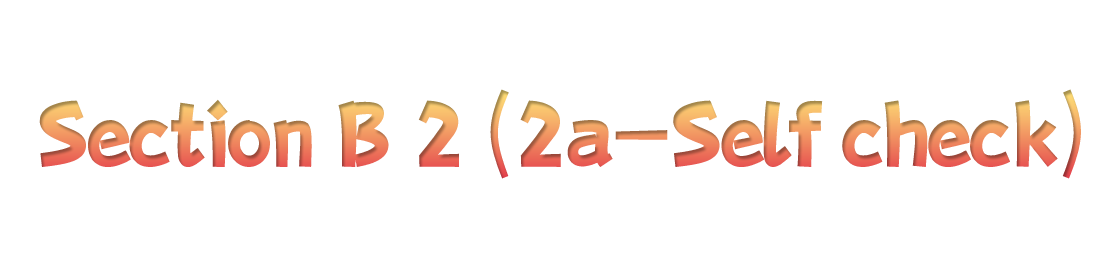 Section B 2 (2a—Self check)